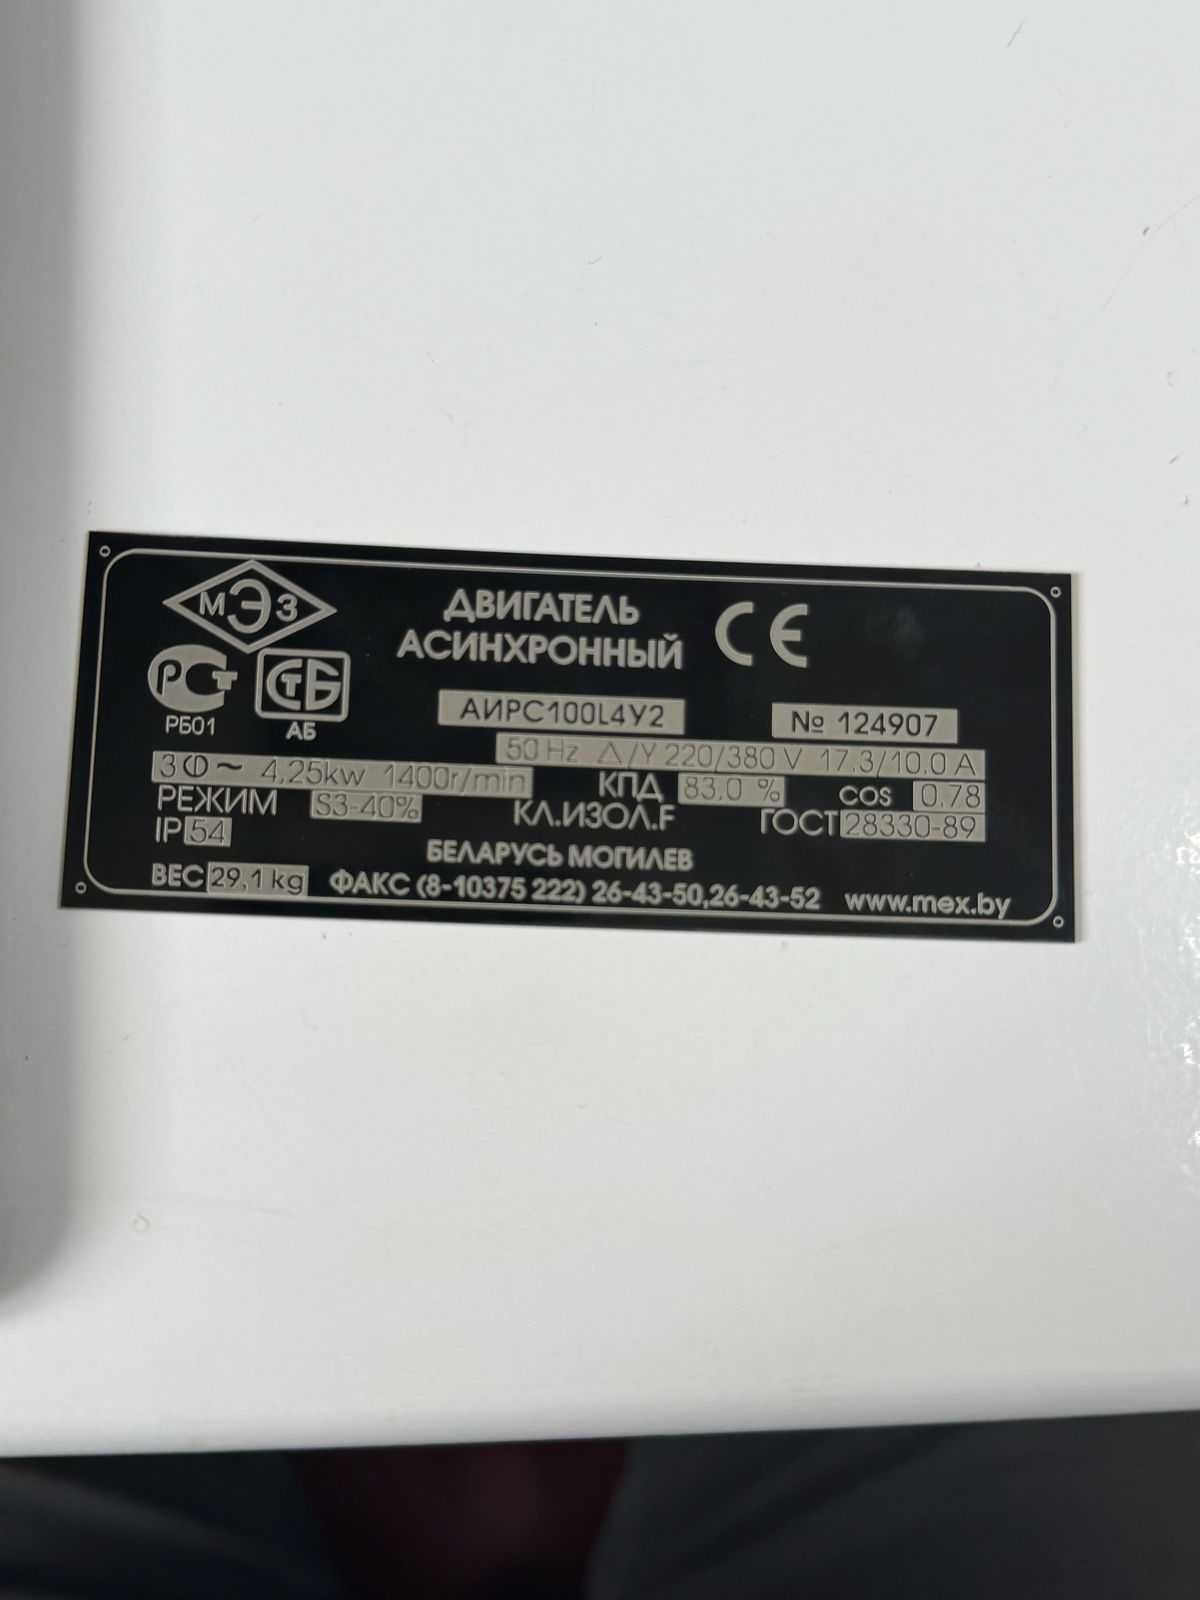 МЭЗ
ДВИГАТЕЛЬ
АСИНХРОННЫЙ
CE
РСТ
СТБ
РБ01
АБ
АИРС100L4У2
№ 124907
50 Hz △/Y 220/380 V 17.3/10.0 A
3Ф~ 4,25kw 1400r/min
КПД 83,0 %
cos 0,78
РЕЖИМ S3-40%
КЛ.ИЗОЛ.F
ГОСТ 28330-89
IP 54
БЕЛАРУСЬ МОГИЛЕВ
ВЕС 29,1 kg ФАКС (8-10375 222) 26-43-50,26-43-52 www.mex.by